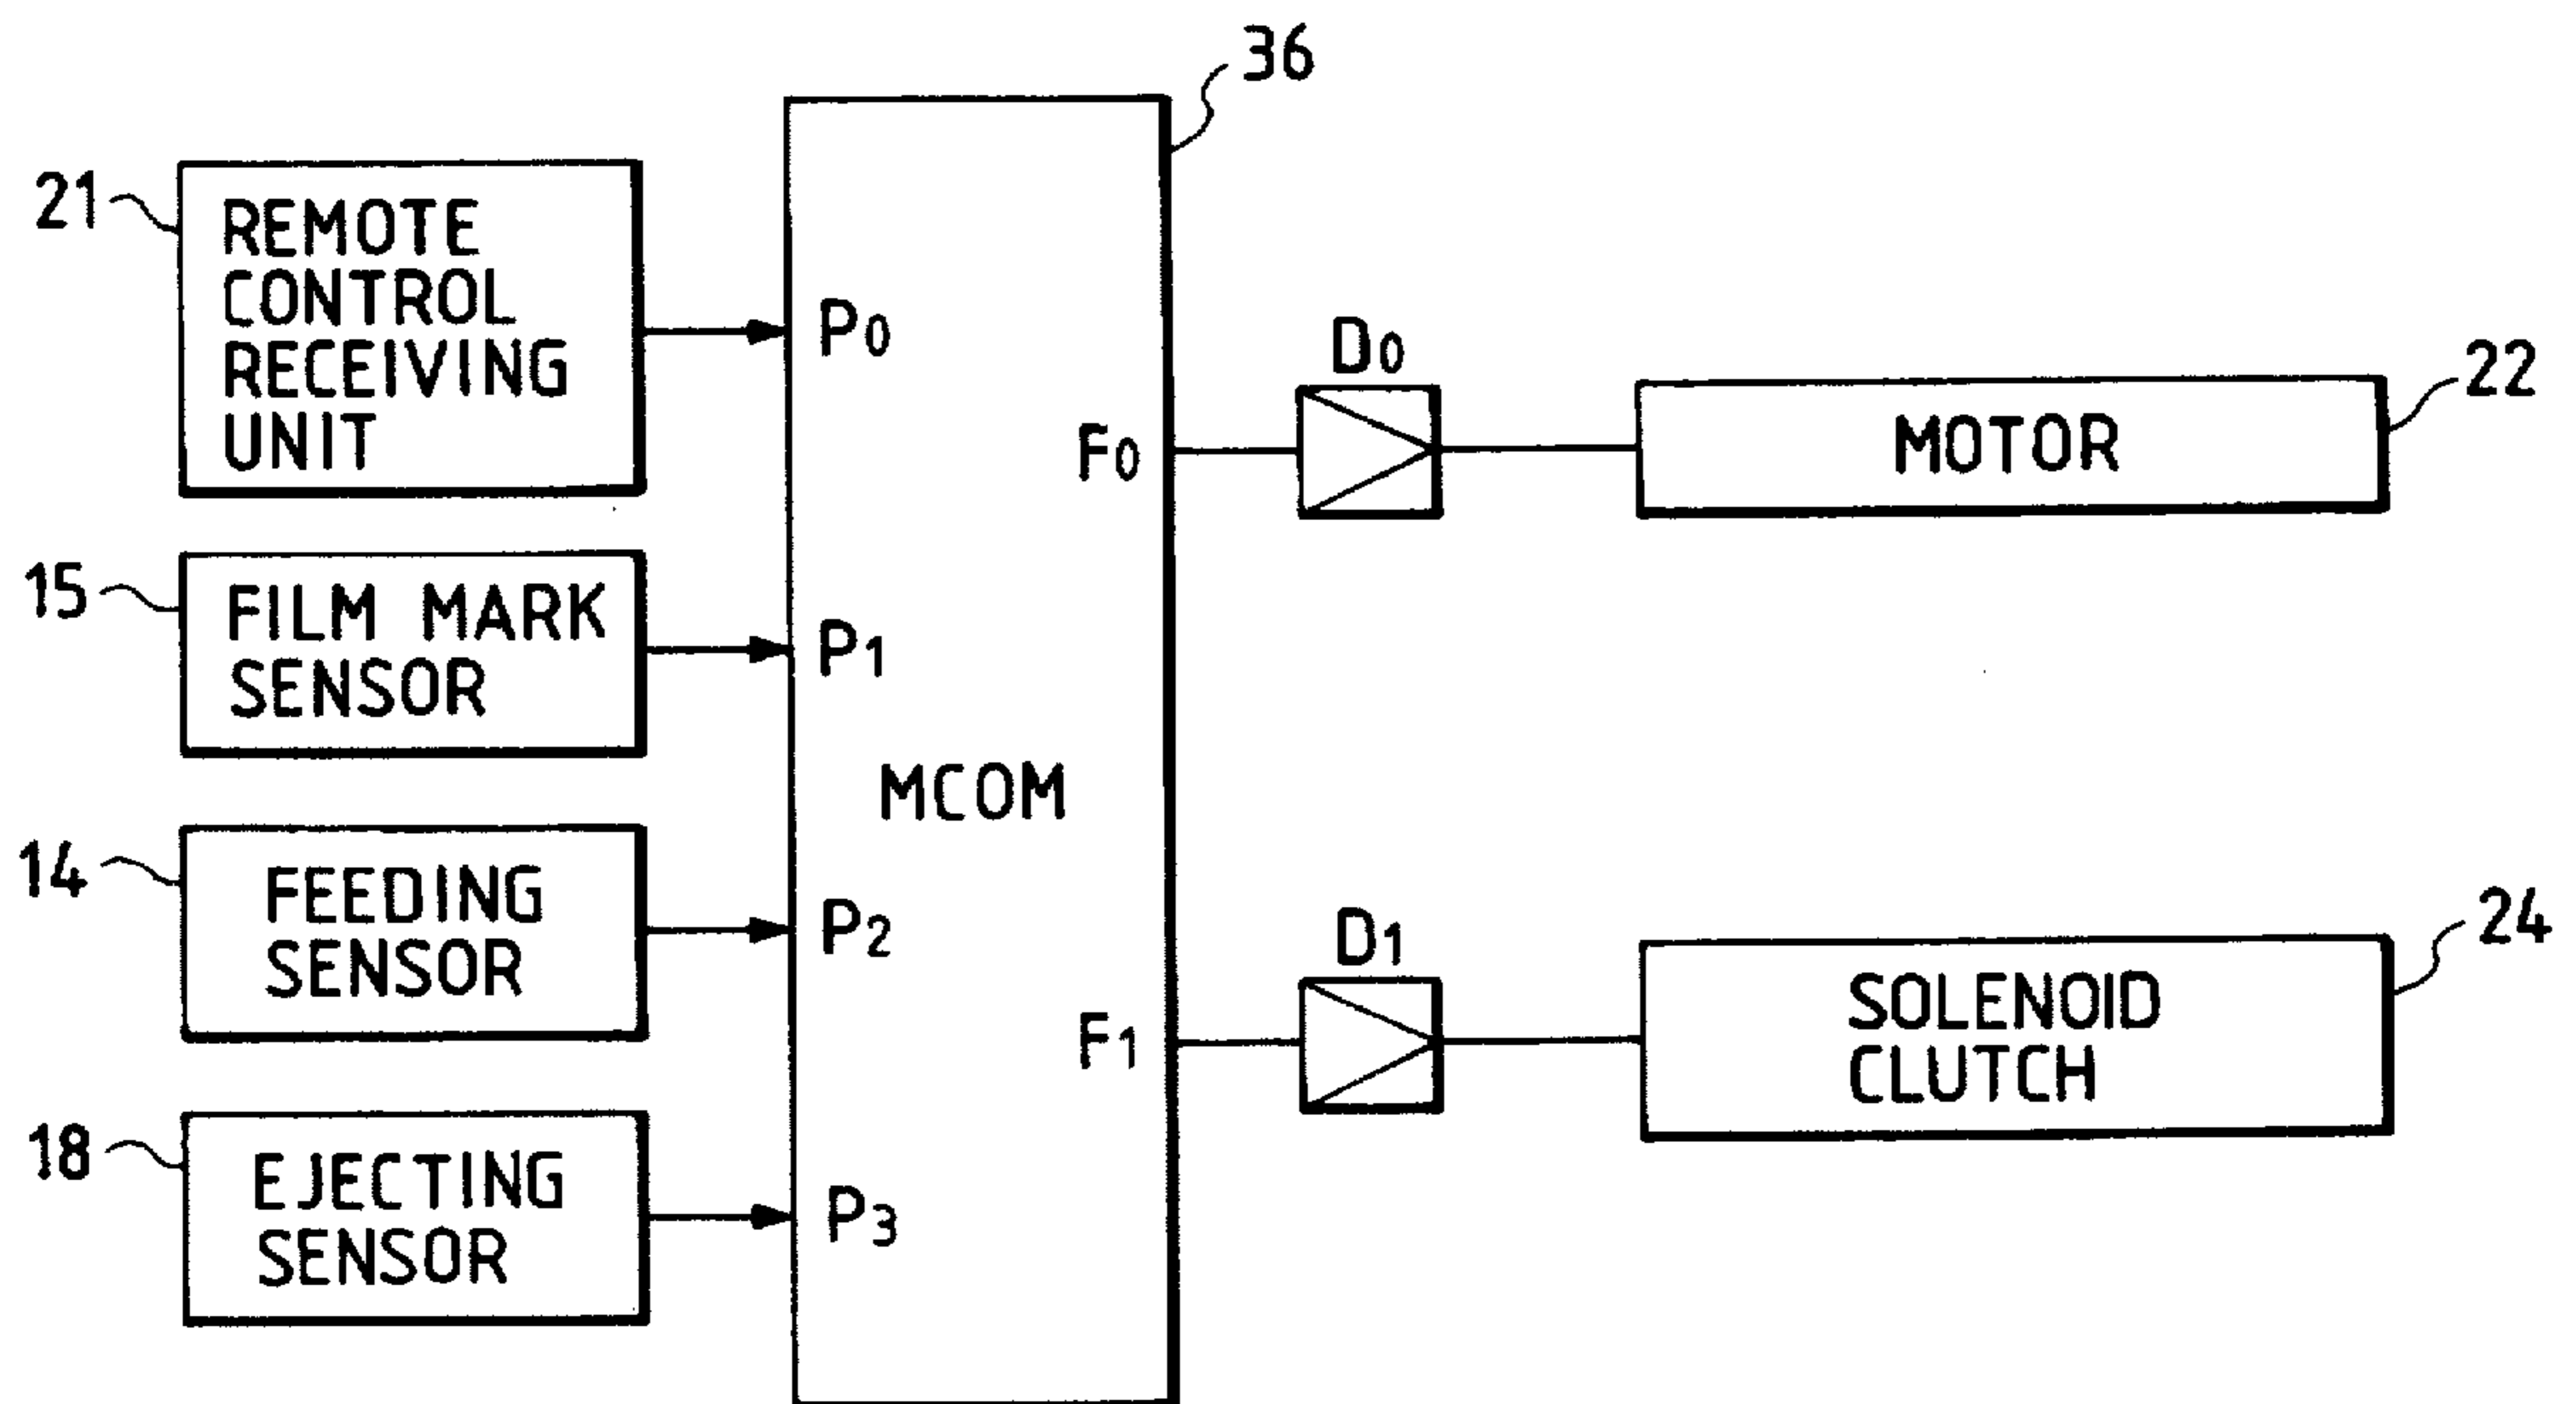 36
21
REMOTE
CONTROL
RECEIVING
UNIT
P0
D0
22
F0
MOTOR
15
FILM MARK
SENSOR
P1
MCOM
14
FEEDING
SENSOR
P2
D1
24
F1
SOLENOID
CLUTCH
18
EJECTING
SENSOR
P3